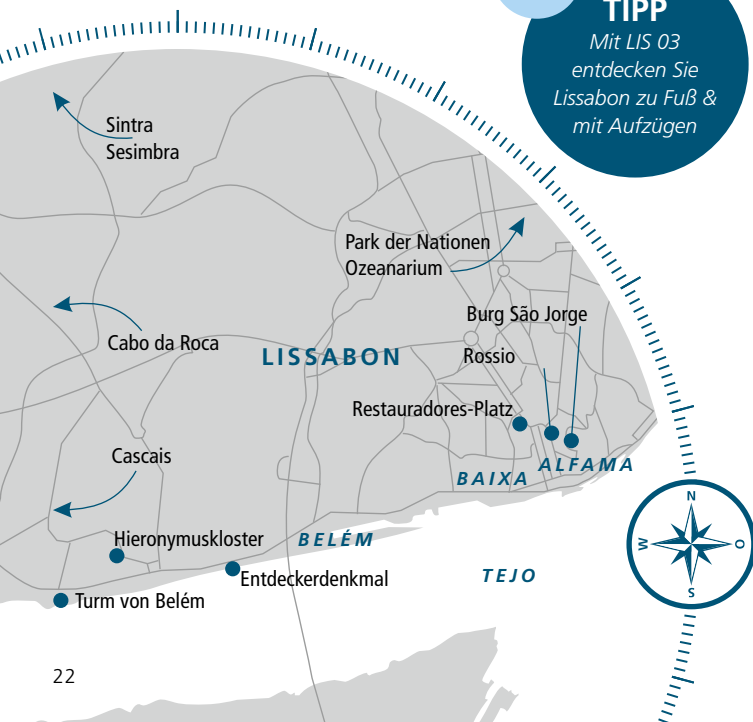 TIPP
Mit LIS 03
entdecken Sie
Lissabon zu Fuß &
mit Aufzügen
Sintra
Sesimbra
Park der Nationen
Ozeanarium
Burg São Jorge
Cabo da Roca
LISSABON
Rossio
Restauradores-Platz
Cascais
BAIXA
ALFAMA
Hieronymuskloster
BELÉM
Entdeckerdenkmal
TEJO
Turm von Belém
N
W
O
S
22